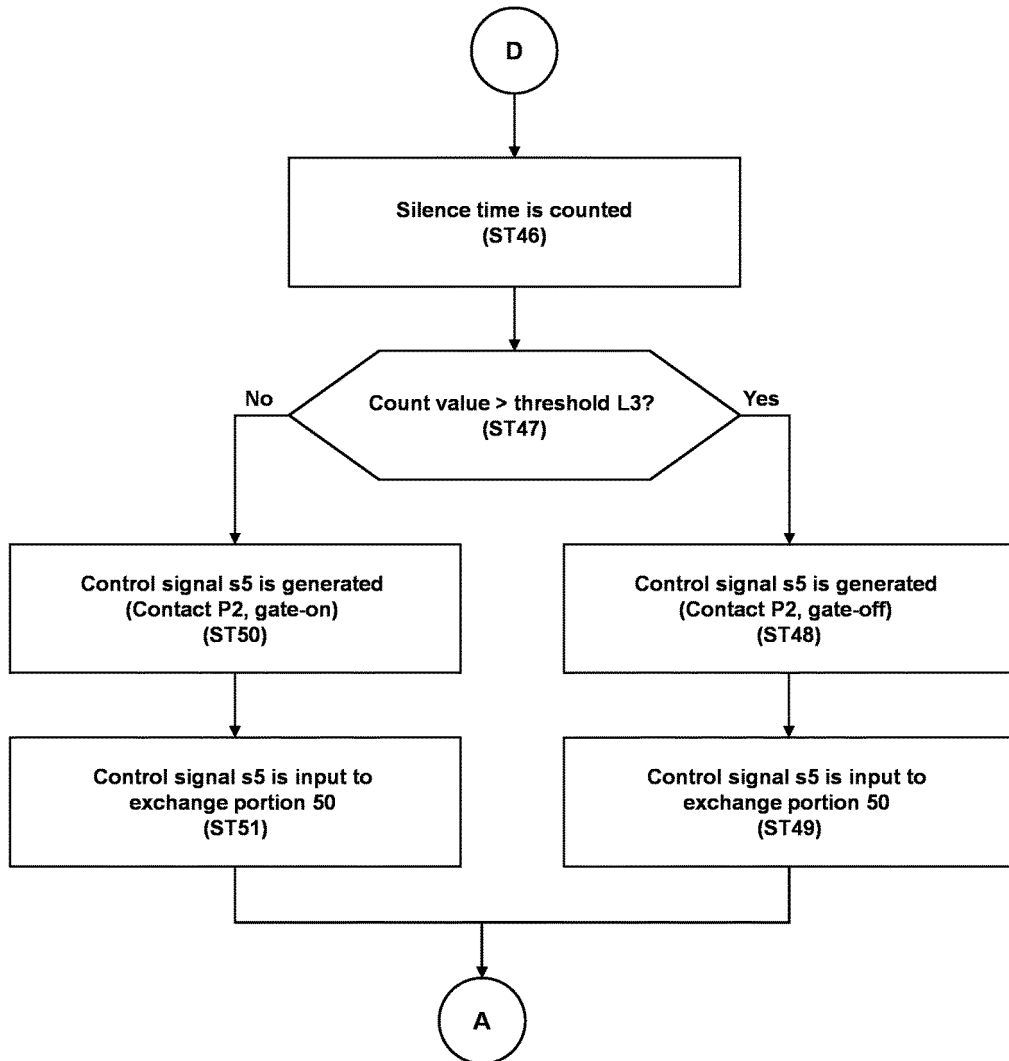 D
Silence time is counted
(ST46)
No
Count value > threshold L3?
(ST47)
Yes
Control signal s5 is generated
(Contact P2, gate-on)
(ST50)
Control signal s5 is generated
(Contact P2, gate-off)
(ST48)
Control signal s5 is input to
exchange portion 50
(ST51)
Control signal s5 is input to
exchange portion 50
(ST49)
A